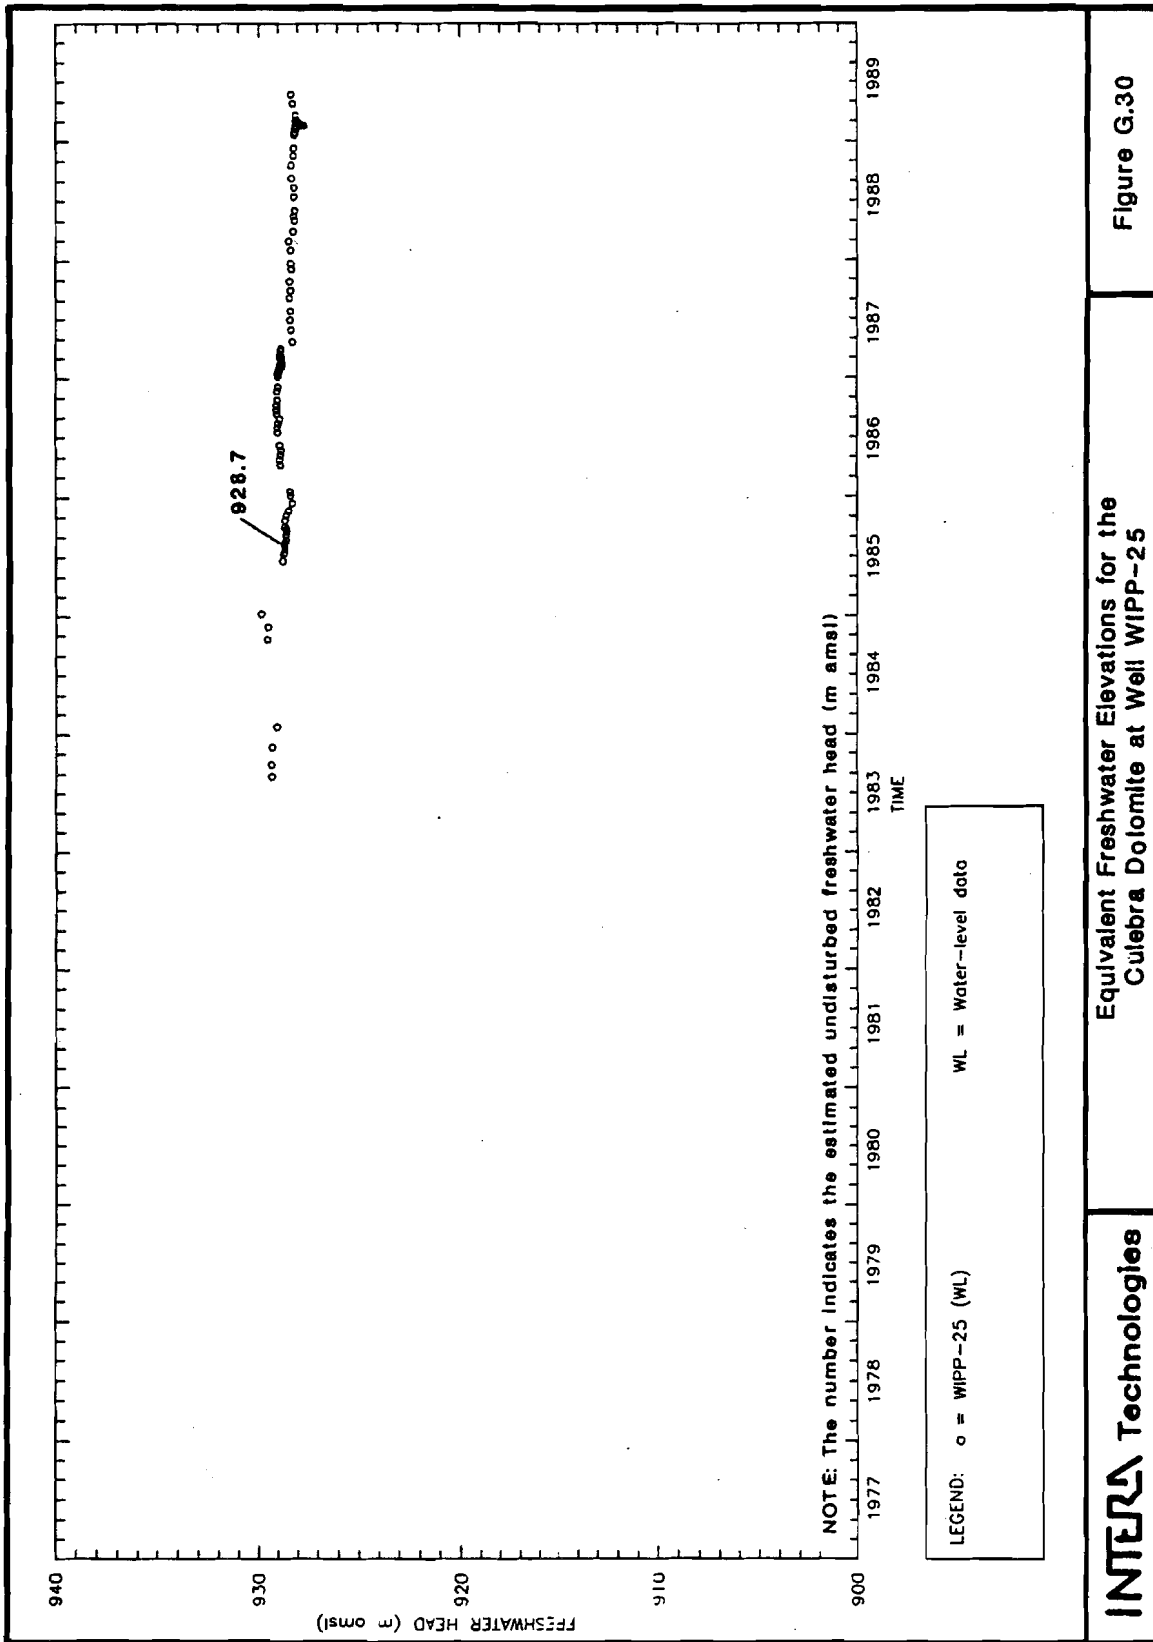 FRESHWATER HEAD (m amsl)
940
930
920
910
900
928.7
NOTE: The number indicates the estimated undisturbed freshwater head (m amsl)
1977 1978 1979 1980 1981 1982 1983 1984 1985 1986 1987 1988 1989
TIME
LEGEND: o = WIPP-25 (WL) WL = Water-level data
INTERA Technologies
Equivalent Freshwater Elevations for the
Culebra Dolomite at Well WIPP-25
Figure G.30